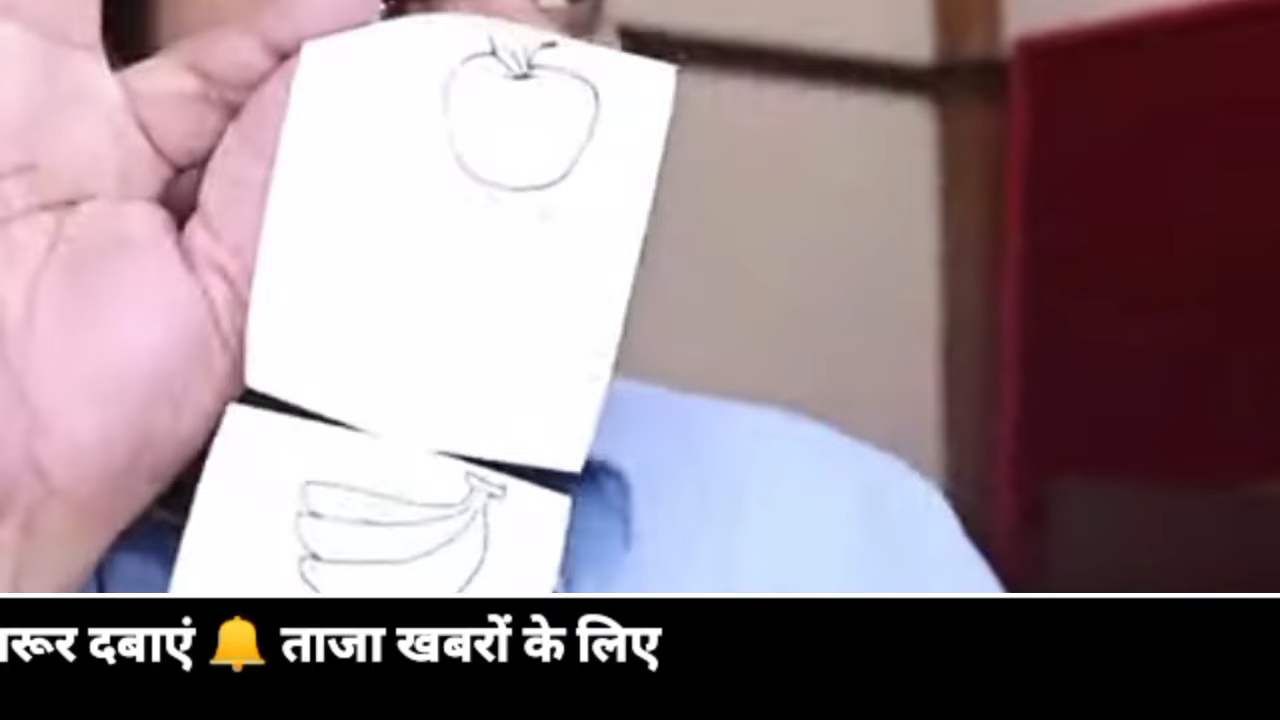 दबाएं 🔔 ताजा खबरों के लिए